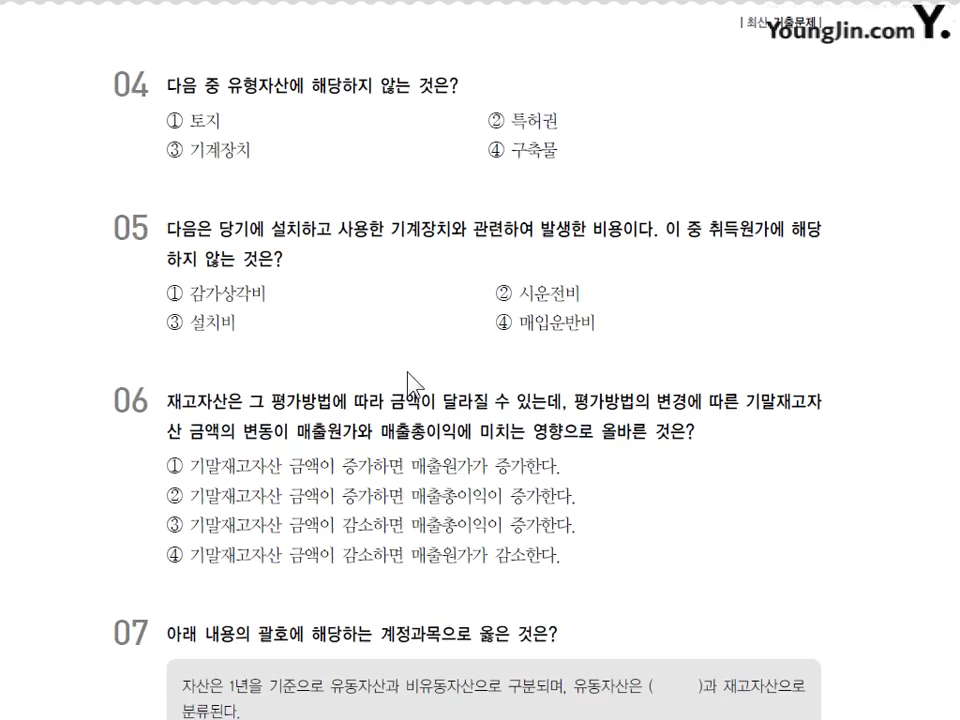 | 최신 기출문제 |
YoungJin.com Y.
04 다음 중 유형자산에 해당하지 않는 것은?
① 토지 ② 특허권
③ 기계장치 ④ 구축물
05 다음은 당기에 설치하고 사용한 기계장치와 관련하여 발생한 비용이다. 이 중 취득원가에 해당
하지 않는 것은?
① 감가상각비 ② 시운전비
③ 설치비 ④ 매입운반비
06 재고자산은 그 평가방법에 따라 금액이 달라질 수 있는데, 평가방법의 변경에 따른 기말재고자
산 금액의 변동이 매출원가와 매출총이익에 미치는 영향으로 올바른 것은?
① 기말재고자산 금액이 증가하면 매출원가가 증가한다.
② 기말재고자산 금액이 증가하면 매출총이익이 증가한다.
③ 기말재고자산 금액이 감소하면 매출총이익이 증가한다.
④ 기말재고자산 금액이 감소하면 매출원가가 감소한다.
07 아래 내용의 괄호에 해당하는 계정과목으로 옳은 것은?
자산은 1년을 기준으로 유동자산과 비유동자산으로 구분되며, 유동자산은 ( )과 재고자산으로
분류된다.